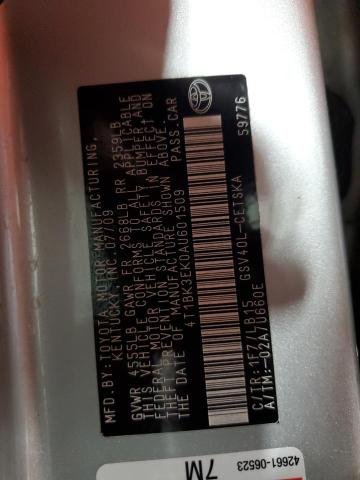 MFD.BY:TOYOTA MOTOR MANUFACTURING,
KENTUCKY, INC. 07/09
GVWR 4555LB GAWR FR 2668LB RR 2359LB
THIS VEHICLE CONFORMS TO ALL APPLICABLE
FEDERAL MOTOR VEHICLE SAFETY, BUMPER, AND
THEFT PREVENTION STANDARDS IN EFFECT ON
THE DATE OF MANUFACTURE SHOWN ABOVE.
4T1BK3EK0AU601509 PASS.CAR
C/TR:1F7/LB15 GSV40L-CETSKA
A/TM:-02A/U660E
59776
42661-06523
7M